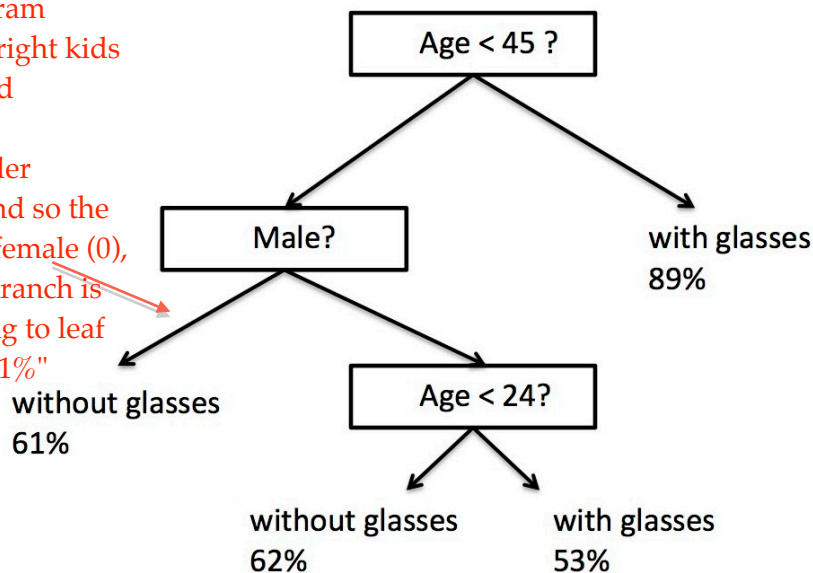 ram
right kids
d
ler
nd so the
female (0),
ranch is
g to leaf
1%"
Age < 45 ?
Male?
with glasses
89%
without glasses
61%
Age < 24?
without glasses
62%
with glasses
53%